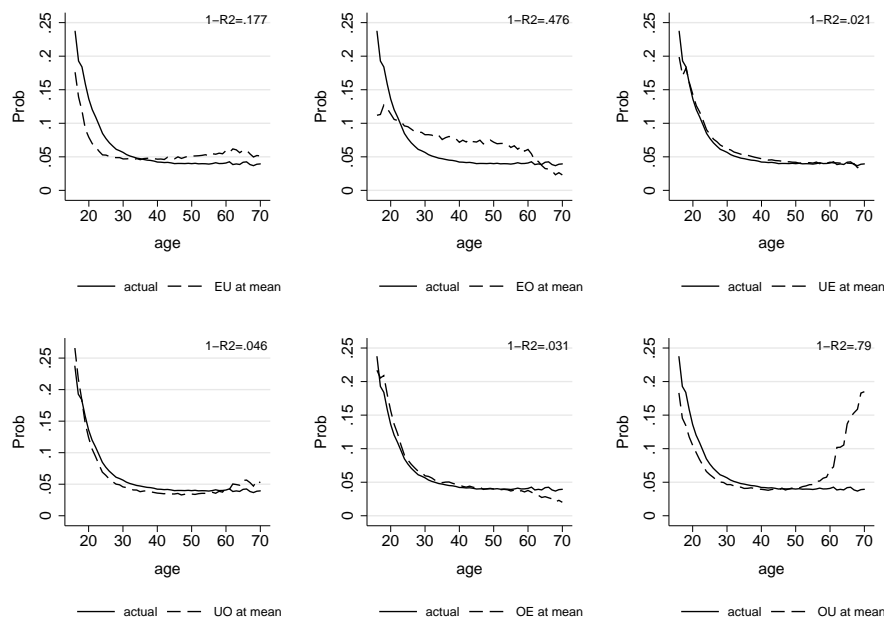 1−R2=.177
Prob
0 .05 .1 .15 .2 .25
20 30 40 50 60 70
age
actual EU at mean
1−R2=.476
Prob
0 .05 .1 .15 .2 .25
20 30 40 50 60 70
age
actual EO at mean
1−R2=.021
Prob
0 .05 .1 .15 .2 .25
20 30 40 50 60 70
age
actual UE at mean
1−R2=.046
Prob
0 .05 .1 .15 .2 .25
20 30 40 50 60 70
age
actual UO at mean
1−R2=.031
Prob
0 .05 .1 .15 .2 .25
20 30 40 50 60 70
age
actual OE at mean
1−R2=.79
Prob
0 .05 .1 .15 .2 .25
20 30 40 50 60 70
age
actual OU at mean